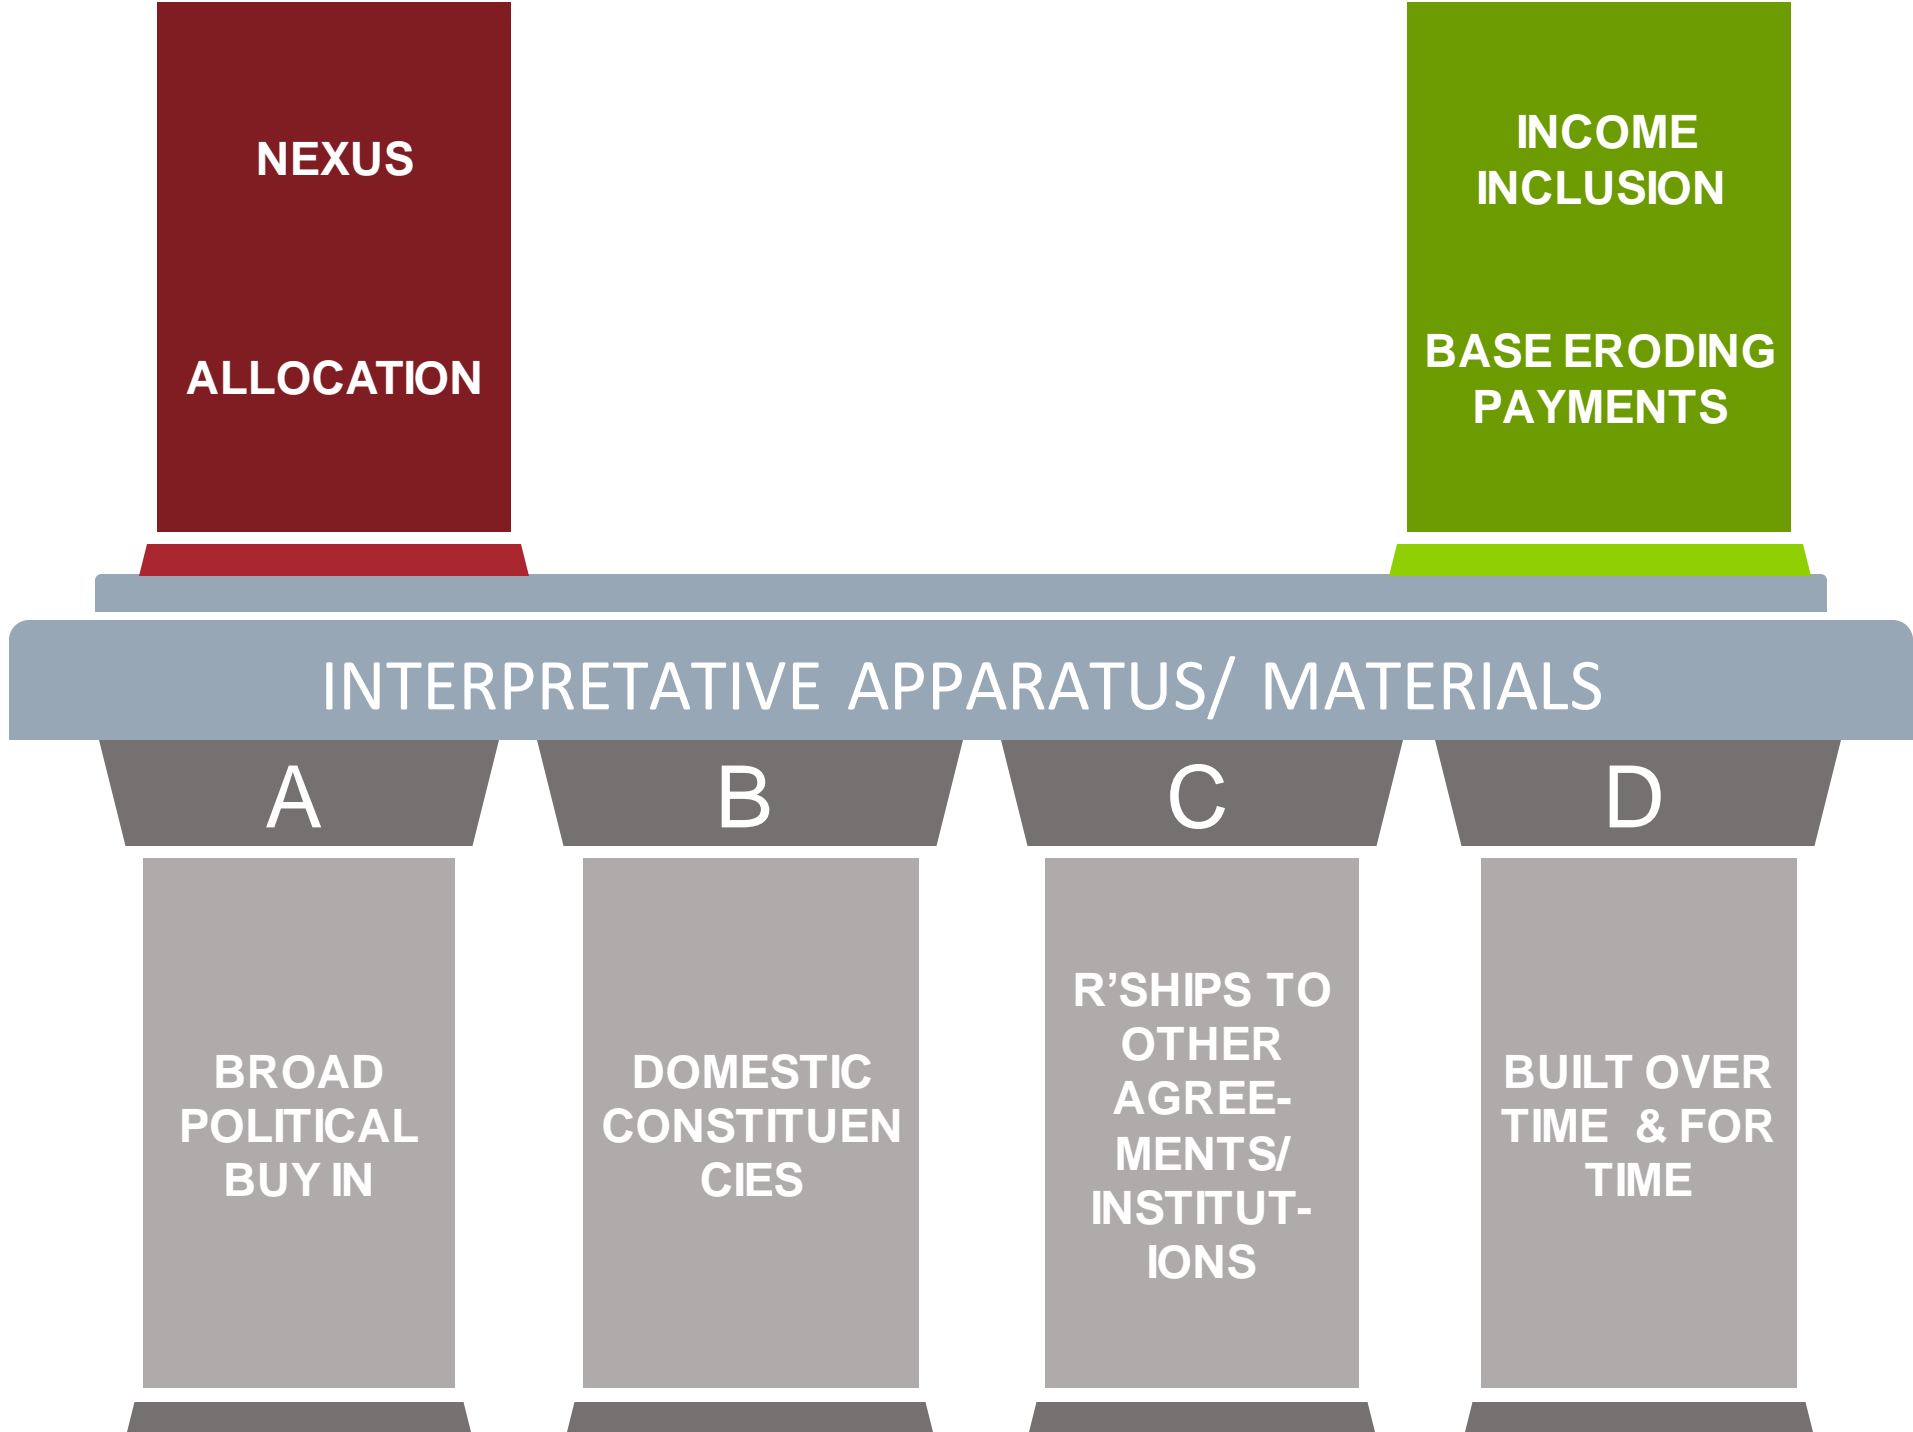 NEXUS
ALLOCATION
INCOME
INCLUSION
BASE ERODING
PAYMENTS
INTERPRETATIVE APPARATUS/ MATERIALS
A
B
C
D
BROAD
POLITICAL
BUY IN
DOMESTIC
CONSTITUEN
CIES
R’SHIPS TO
OTHER
AGREE-
MENTS/
INSTITUT-
IONS
BUILT OVER
TIME & FOR
TIME